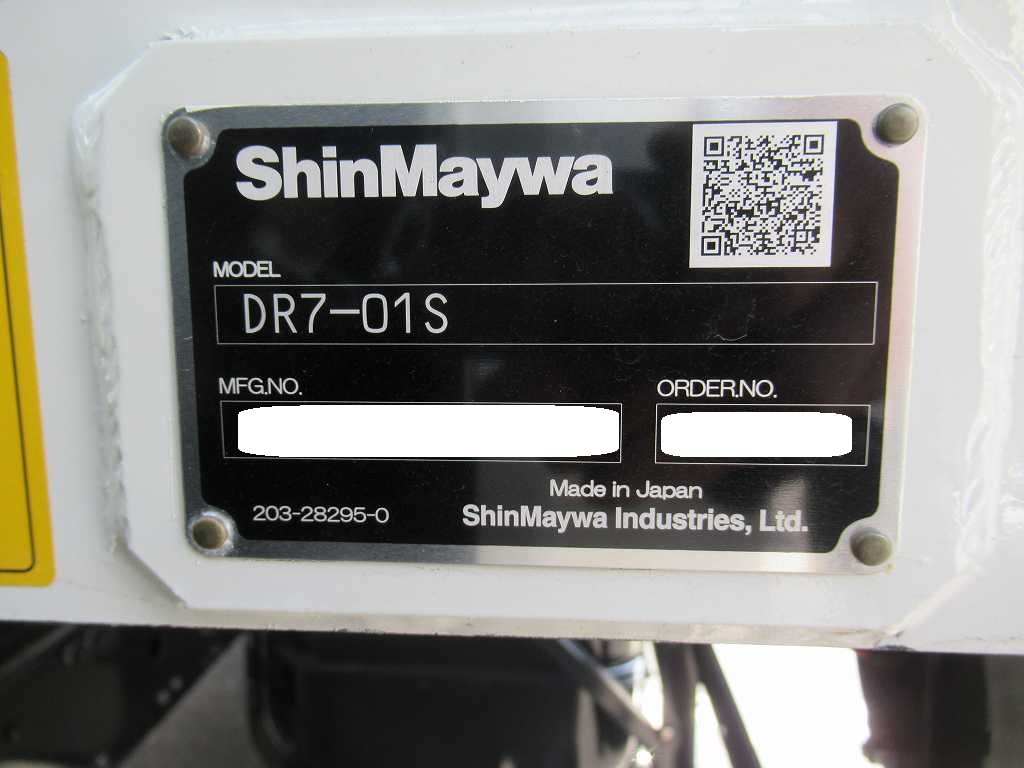 ShinMaywa
MODEL
DR7-01S
MFG.NO.
ORDER.NO.
Made in Japan
203-28295-0
ShinMaywa Industries, Ltd.